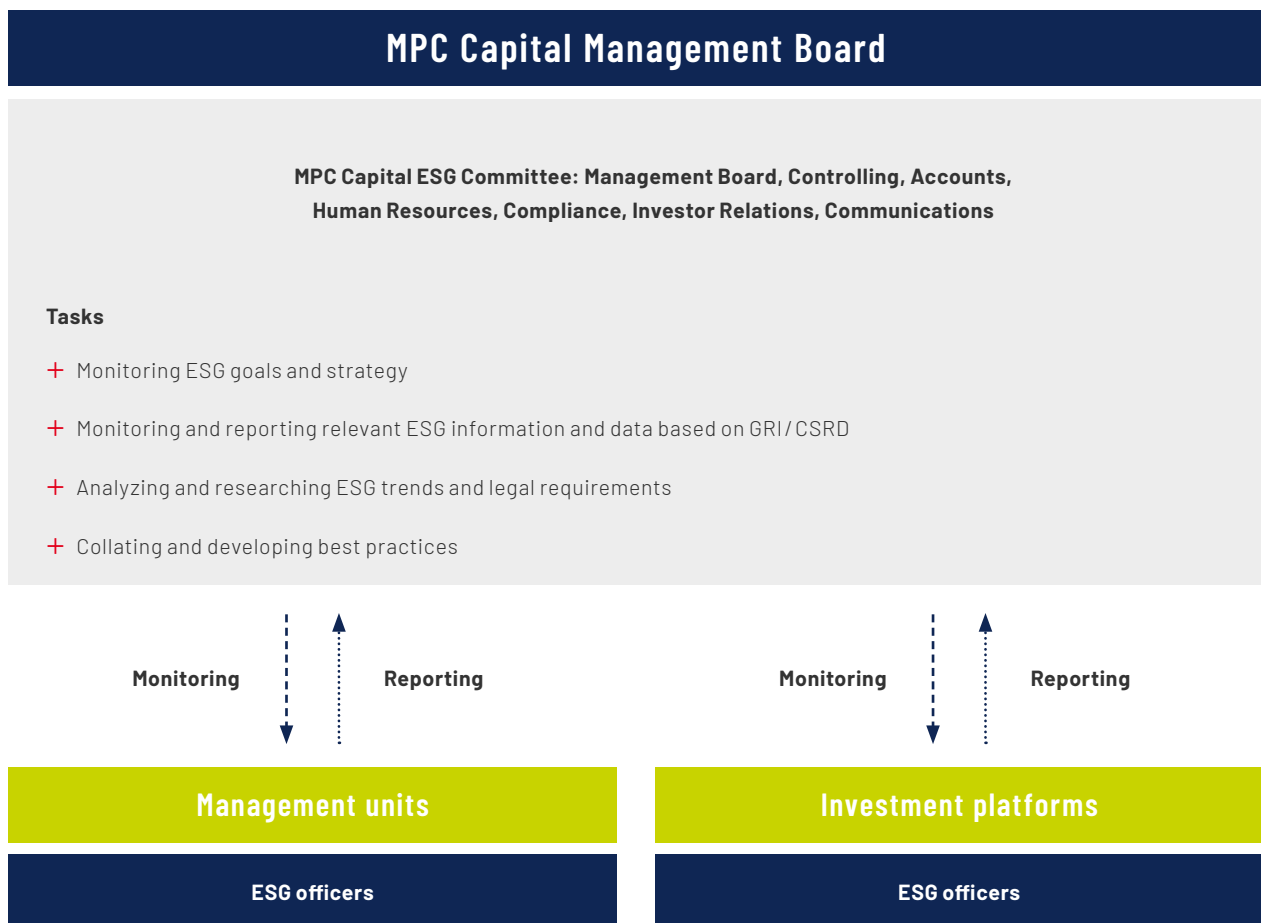 MPC Capital Management Board
MPC Capital ESG Committee: Management Board, Controlling, Accounts,
Human Resources, Compliance, Investor Relations, Communications
Tasks
+ Monitoring ESG goals and strategy
+ Monitoring and reporting relevant ESG information and data based on GRI / CSRD
+ Analyzing and researching ESG trends and legal requirements
+ Collating and developing best practices
Monitoring
Reporting
Monitoring
Reporting
Management units
Investment platforms
ESG officers
ESG officers